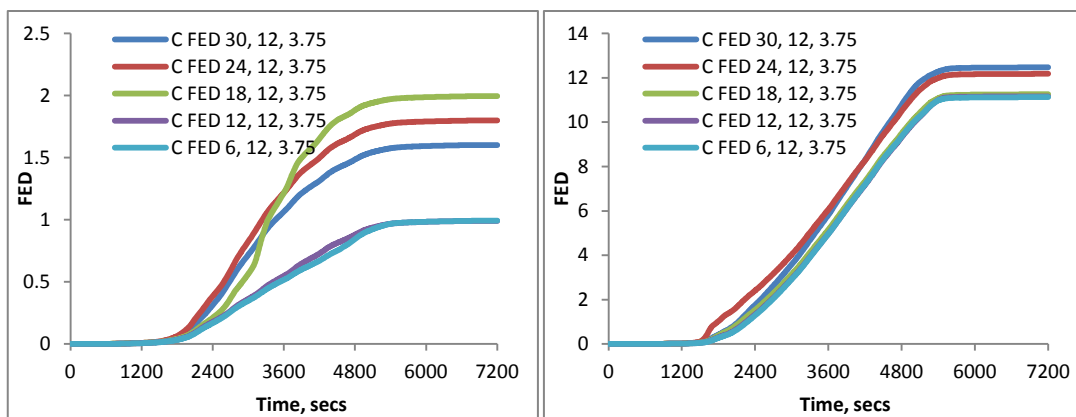 2.5
2
1.5
1
0.5
0
FED
C FED 30, 12, 3.75
C FED 24, 12, 3.75
C FED 18, 12, 3.75
C FED 12, 12, 3.75
C FED 6, 12, 3.75
0 1200 2400 3600 4800 6000 7200
Time, secs
14
12
10
8
6
4
2
0
FED
C FED 30, 12, 3.75
C FED 24, 12, 3.75
C FED 18, 12, 3.75
C FED 12, 12, 3.75
C FED 6, 12, 3.75
0 1200 2400 3600 4800 6000 7200
Time, secs